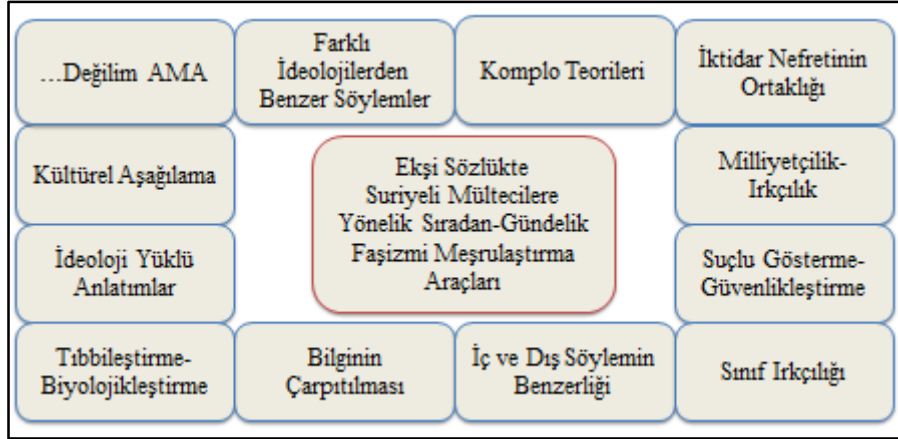 …Değilim AMA
Farklı
İdeolojilerden
Benzer Söylemler
Komplo Teorileri
İktidar Nefretinin
Ortaklığı
Kültürel Aşağılama
Ekşi Sözlükte
Suriyeli Mültecilere
Yönelik Sıradan-Gündelik
Faşizmi Meşrulaştırma
Araçları
Milliyetçilik-
Irkçılık
İdeoloji Yüklü
Anlatımlar
Suçlu Gösterme-
Güvenlikleştirme
Tıbbileştirme-
Biyolojikleştirme
Bilginin
Çarpıtılması
İç ve Dış Söylemin
Benzerliği
Sınıf Irkçılığı